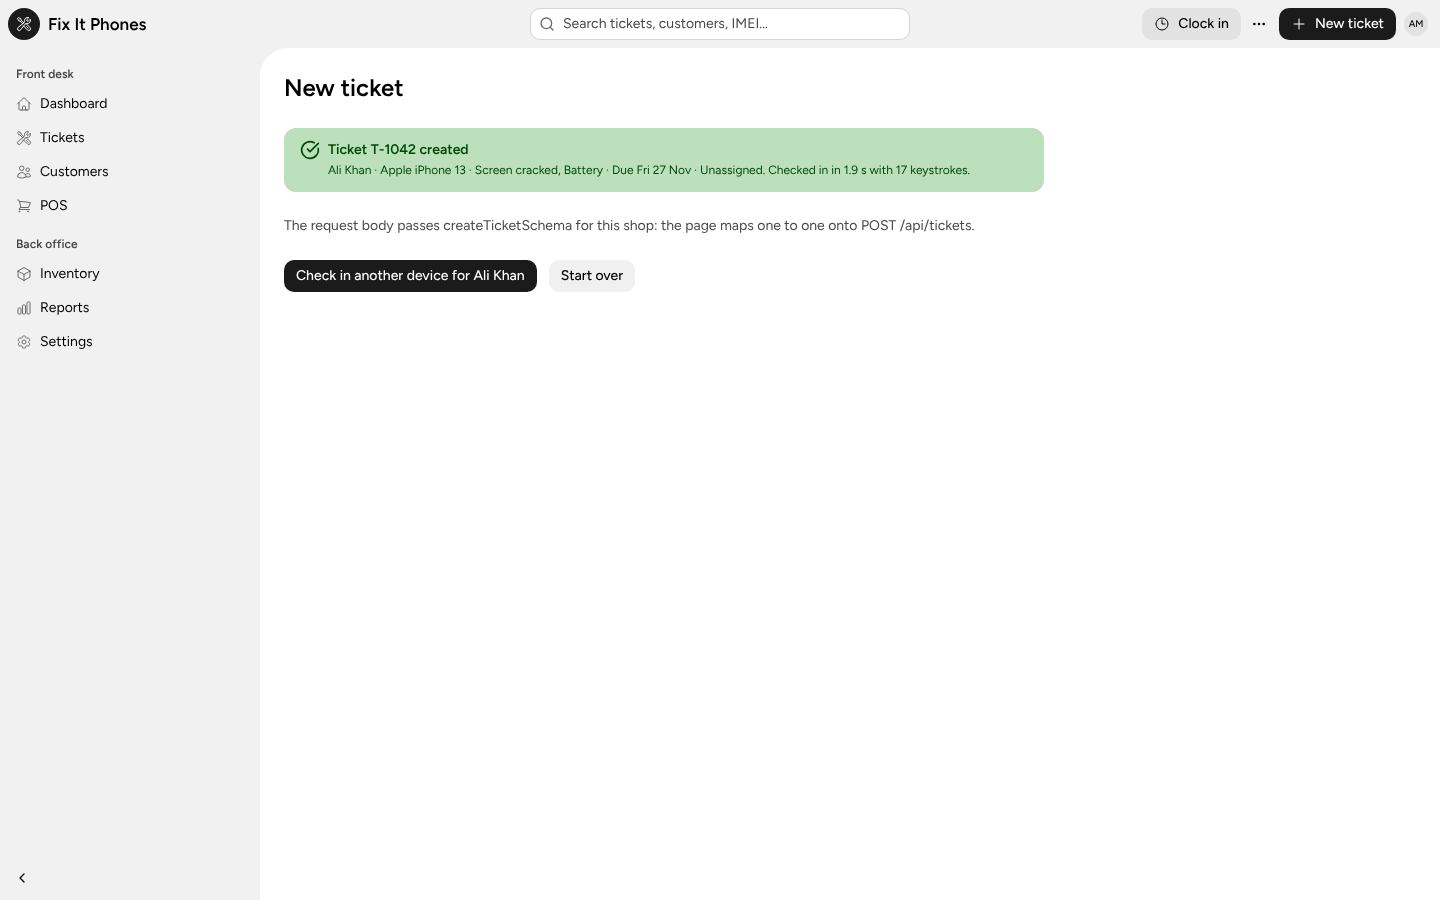 Fix It Phones
Search tickets, customers, IMEI...
Clock in
New ticket
AM
Front desk
Dashboard
Tickets
Customers
POS
Back office
Inventory
Reports
Settings
New ticket
Ticket T-1042 created
Ali Khan · Apple iPhone 13 · Screen cracked, Battery · Due Fri 27 Nov · Unassigned. Checked in in 1.9 s with 17 keystrokes.
The request body passes createTicketSchema for this shop: the page maps one to one onto POST /api/tickets.
Check in another device for Ali Khan
Start over